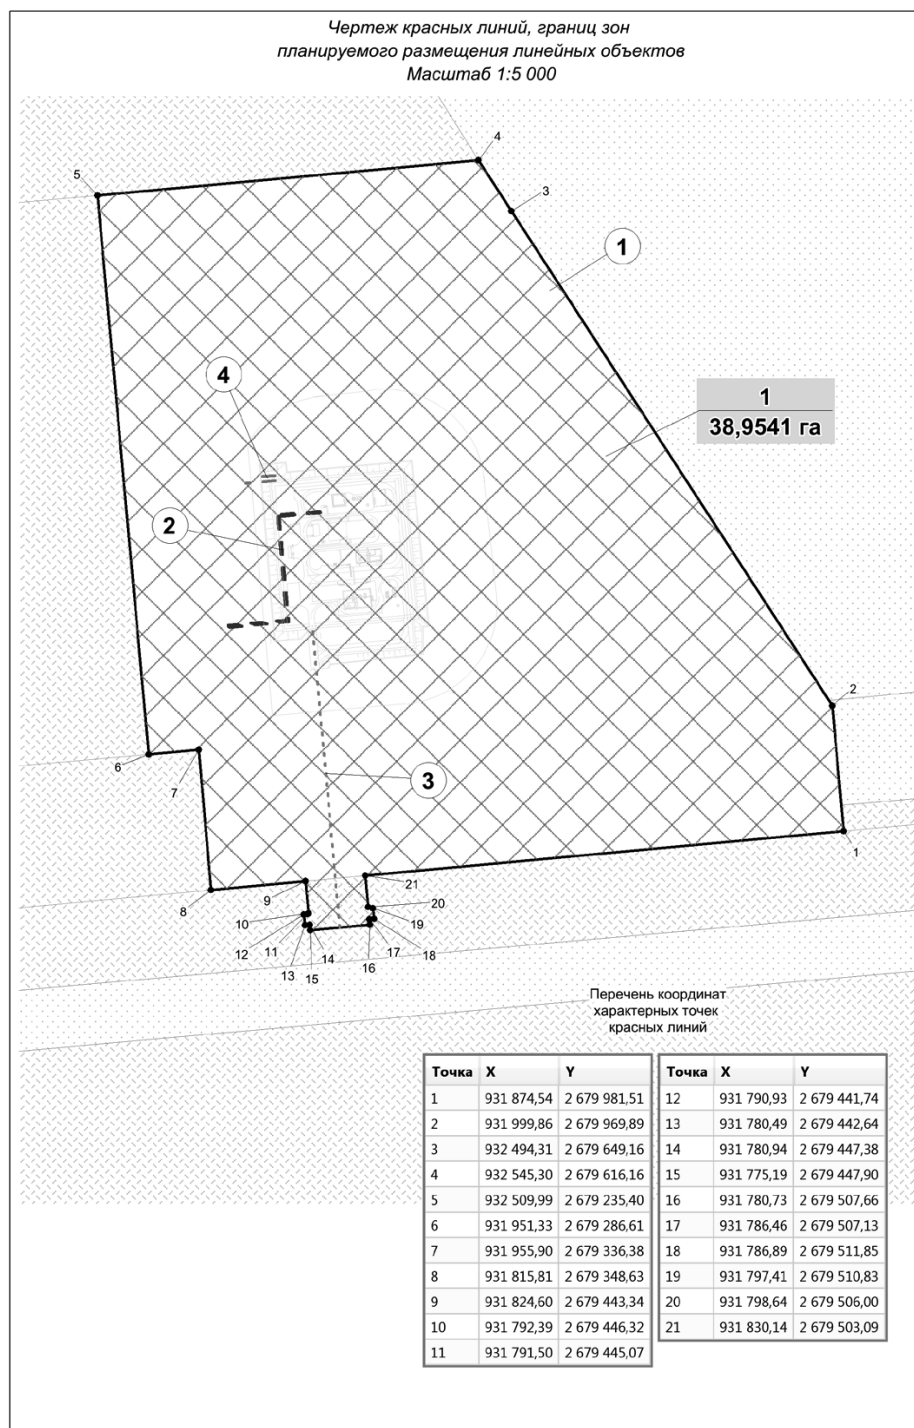 Чертеж красных линий, границ зон
планируемого размещения линейных объектов
Масштаб 1:5 000
4
5
3
1
4
1
38,9541 га
2
2
6
7
3
1
21
9
8
20
10
19
12
11
18
17
14
13
16
15
Перечень координат
характерных точек
красных линий
Точка X Y
1 931 874,54 2 679 981,51
2 931 999,86 2 679 969,89
3 932 494,31 2 679 649,16
4 932 545,30 2 679 616,16
5 932 509,99 2 679 235,40
6 931 951,33 2 679 286,61
7 931 955,90 2 679 336,38
8 931 815,81 2 679 348,63
9 931 824,60 2 679 443,34
10 931 792,39 2 679 446,32
11 931 791,50 2 679 445,07
Точка X Y
12 931 790,93 2 679 441,74
13 931 780,49 2 679 442,64
14 931 780,94 2 679 447,38
15 931 775,19 2 679 447,90
16 931 780,73 2 679 507,66
17 931 786,46 2 679 507,13
18 931 786,89 2 679 511,85
19 931 797,41 2 679 510,83
20 931 798,64 2 679 506,00
21 931 830,14 2 679 503,09